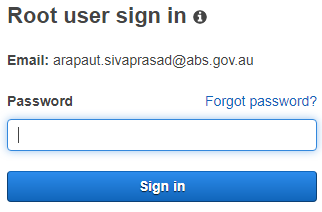 Root user sign in
Email: arapaut.sivaprasad@abs.gov.au
Password Forgot password?
Sign in